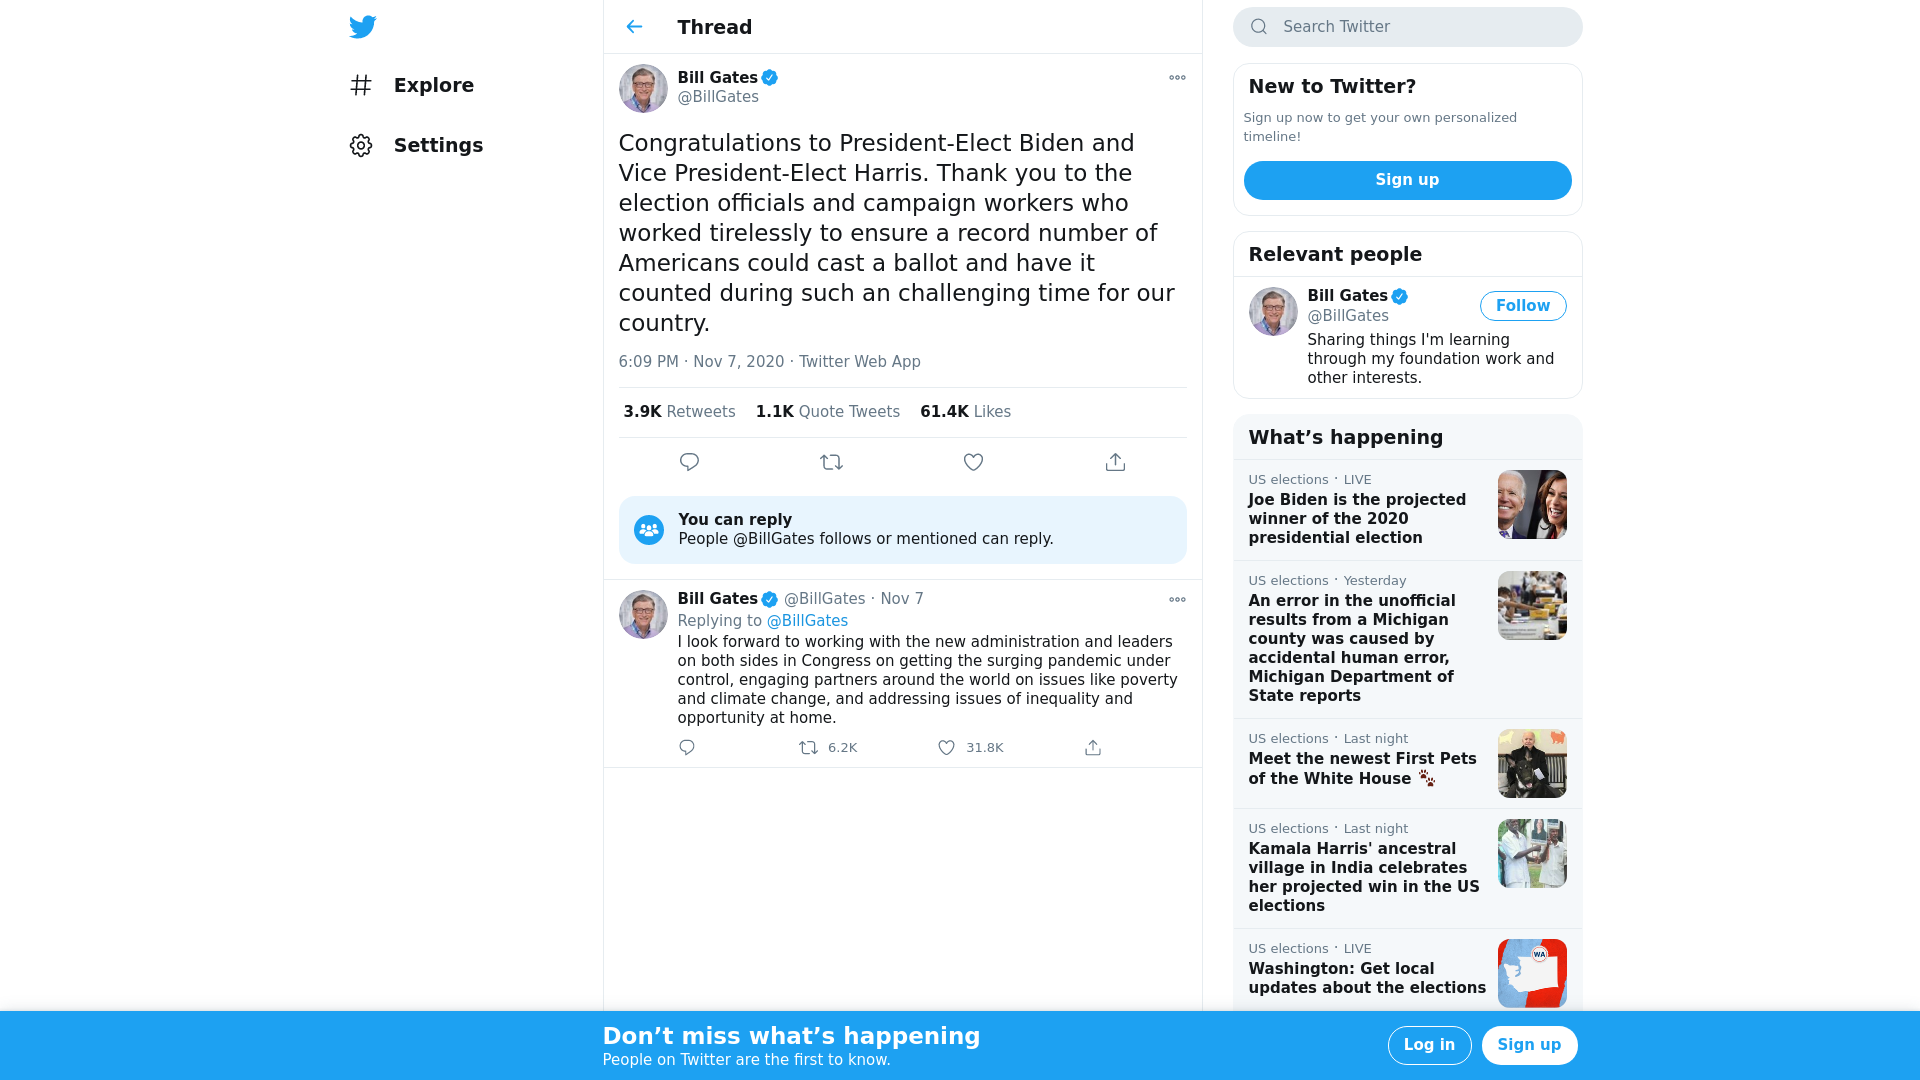 Explore
Settings
Thread
Bill Gates
@BillGates
Congratulations to President-Elect Biden and
Vice President-Elect Harris. Thank you to the
election officials and campaign workers who
worked tirelessly to ensure a record number of
Americans could cast a ballot and have it
counted during such an challenging time for our
country.
6:09 PM · Nov 7, 2020 · Twitter Web App
3.9K Retweets 1.1K Quote Tweets 61.4K Likes
You can reply
People @BillGates follows or mentioned can reply.
Bill Gates @BillGates · Nov 7
Replying to @BillGates
I look forward to working with the new administration and leaders
on both sides in Congress on getting the surging pandemic under
control, engaging partners around the world on issues like poverty
and climate change, and addressing issues of inequality and
opportunity at home.
6.2K 31.8K
Search Twitter
New to Twitter?
Sign up now to get your own personalized
timeline!
Sign up
Relevant people
Bill Gates
@BillGates
Follow
Sharing things I'm learning
through my foundation work and
other interests.
What’s happening
US elections · LIVE
Joe Biden is the projected
winner of the 2020
presidential election
US elections · Yesterday
An error in the unofficial
results from a Michigan
county was caused by
accidental human error,
Michigan Department of
State reports
US elections · Last night
Meet the newest First Pets
of the White House 🐾
US elections · Last night
Kamala Harris' ancestral
village in India celebrates
her projected win in the US
elections
US elections · LIVE
Washington: Get local
updates about the elections
WA
Don’t miss what’s happening
People on Twitter are the first to know.
Log in
Sign up